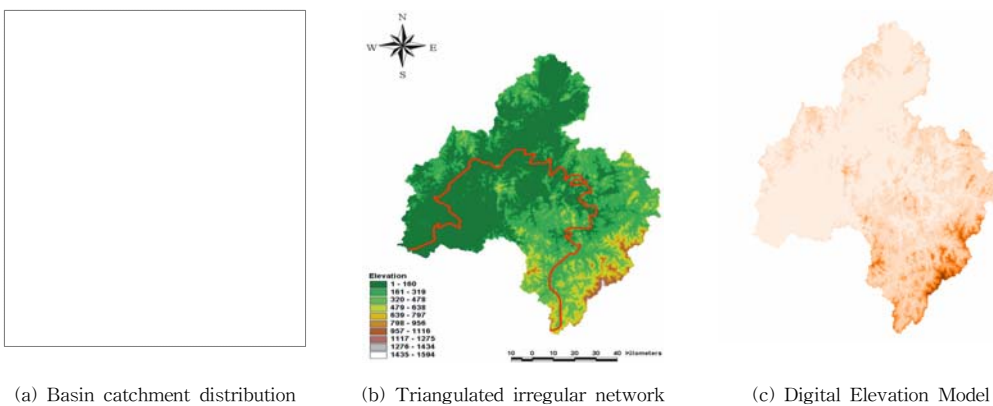 N
W E
S
Elevation
1 - 160
161 - 319
320 - 478
479 - 638
639 - 797
798 - 956
957 - 1116
1117 - 1275
1276 - 1434
1435 - 1594
10 0 10 20 30 40 Kilometers
(a) Basin catchment distribution
(b) Triangulated irregular network
(c) Digital Elevation Model